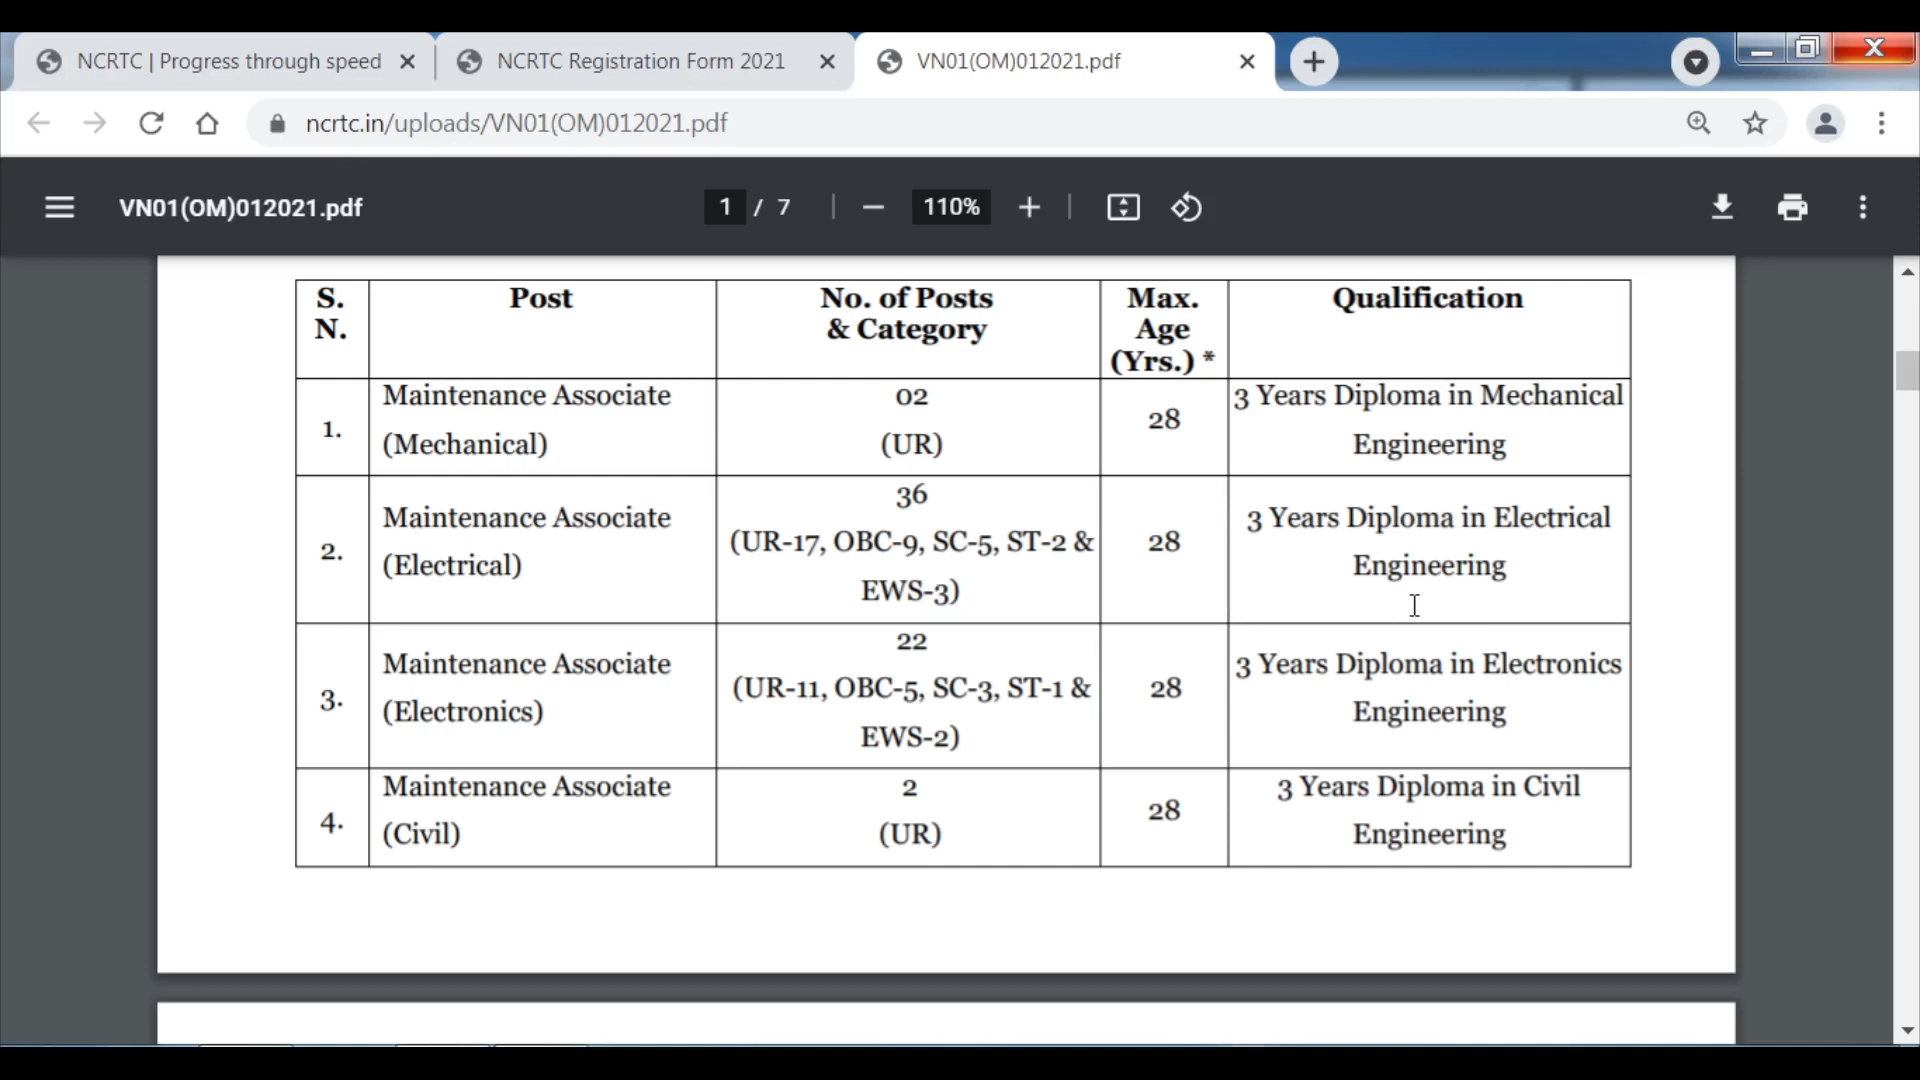 NCRTC | Progress through speed
NCRTC Registration Form 2021
VN01(OM)012021.pdf
ncrtc.in/uploads/VN01(OM)012021.pdf
VN01(OM)012021.pdf
1 / 7
110%
S. N.
Post
No. of Posts
& Category
Max.
Age
(Yrs.) *
Qualification
1.
Maintenance Associate
(Mechanical)
02
(UR)
28
3 Years Diploma in Mechanical
Engineering
2.
Maintenance Associate
(Electrical)
36
(UR-17, OBC-9, SC-5, ST-2 &
EWS-3)
28
3 Years Diploma in Electrical
Engineering
3.
Maintenance Associate
(Electronics)
22
(UR-11, OBC-5, SC-3, ST-1 &
EWS-2)
28
3 Years Diploma in Electronics
Engineering
4.
Maintenance Associate
(Civil)
2
(UR)
28
3 Years Diploma in Civil
Engineering